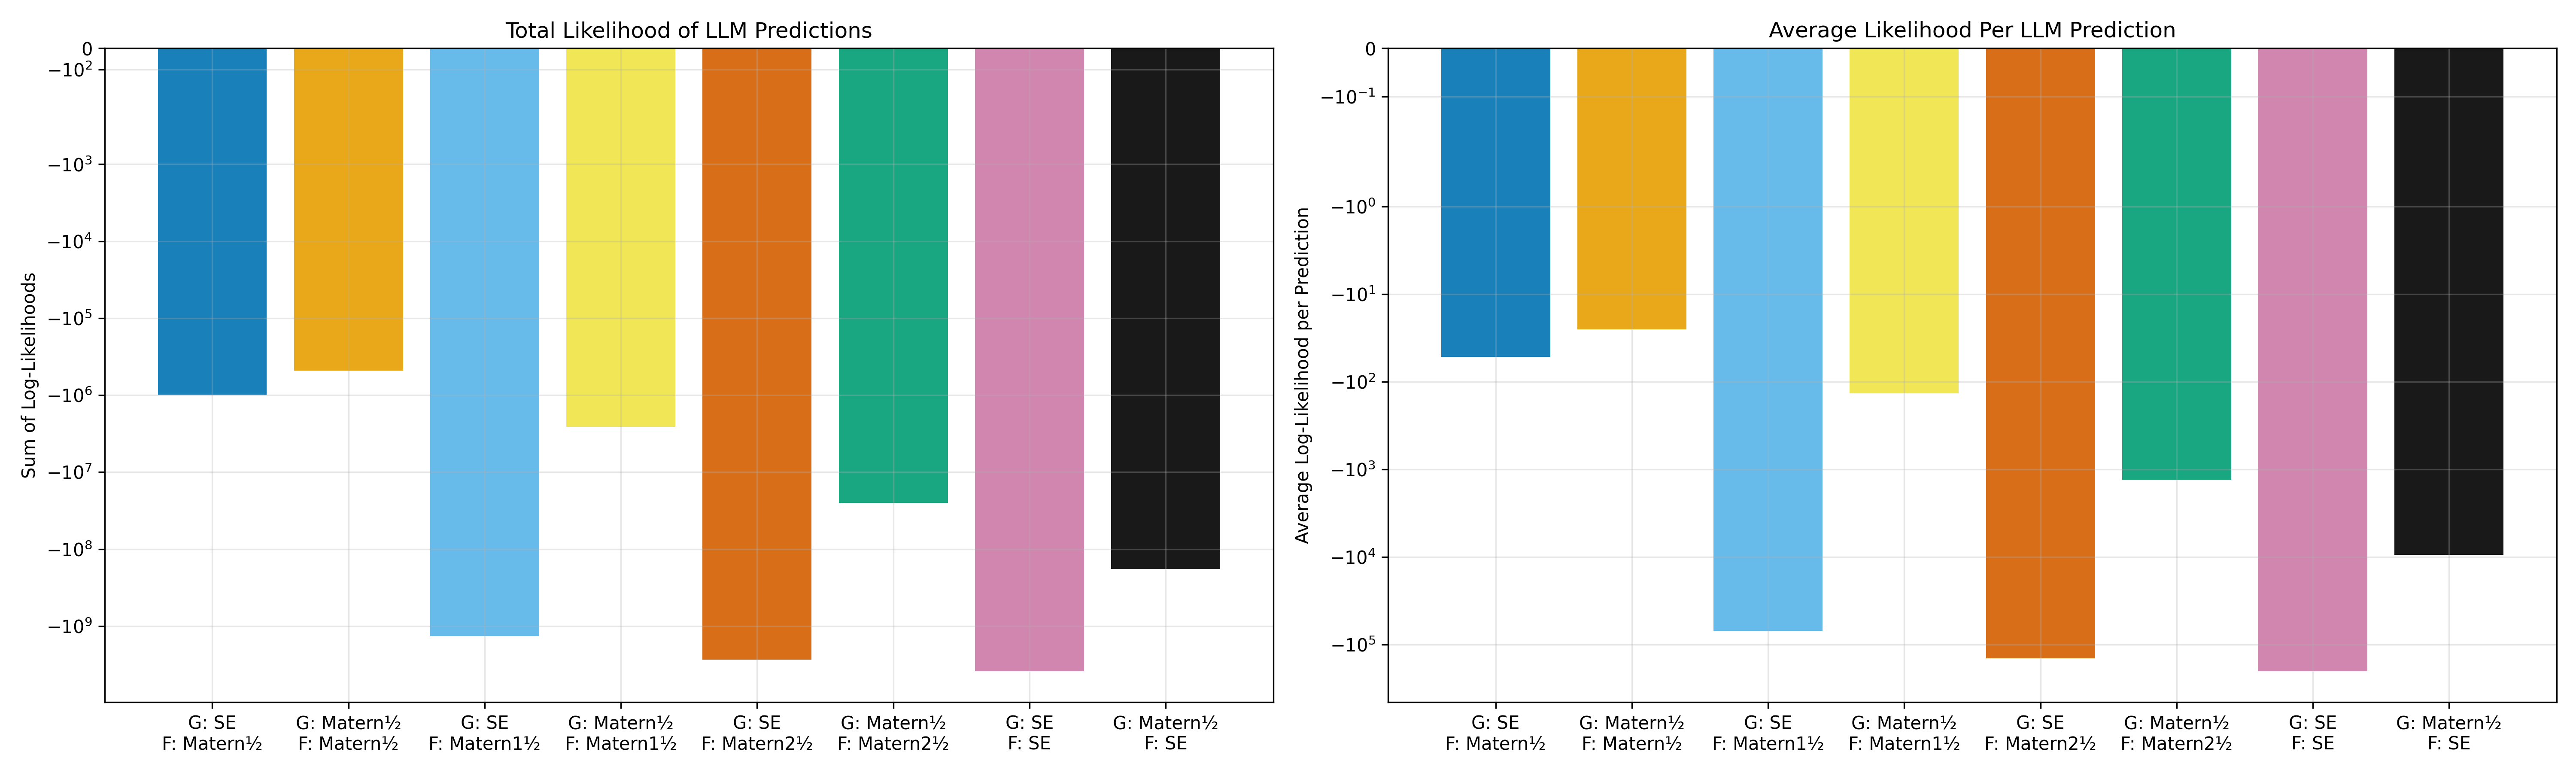 Total Likelihood of LLM Predictions
Sum of Log-Likelihoods
0
−10²
−10³
−10⁴
−10⁵
−10⁶
−10⁷
−10⁸
−10⁹
G: SE
F: Matern½
G: Matern½
F: Matern½
G: SE
F: Matern1½
G: Matern½
F: Matern1½
G: SE
F: Matern2½
G: Matern½
F: Matern2½
G: SE
F: SE
G: Matern½
F: SE
Average Likelihood Per LLM Prediction
Average Log-Likelihood per Prediction
0
−10⁻¹
−10⁰
−10¹
−10²
−10³
−10⁴
−10⁵
G: SE
F: Matern½
G: Matern½
F: Matern½
G: SE
F: Matern1½
G: Matern½
F: Matern1½
G: SE
F: Matern2½
G: Matern½
F: Matern2½
G: SE
F: SE
G: Matern½
F: SE